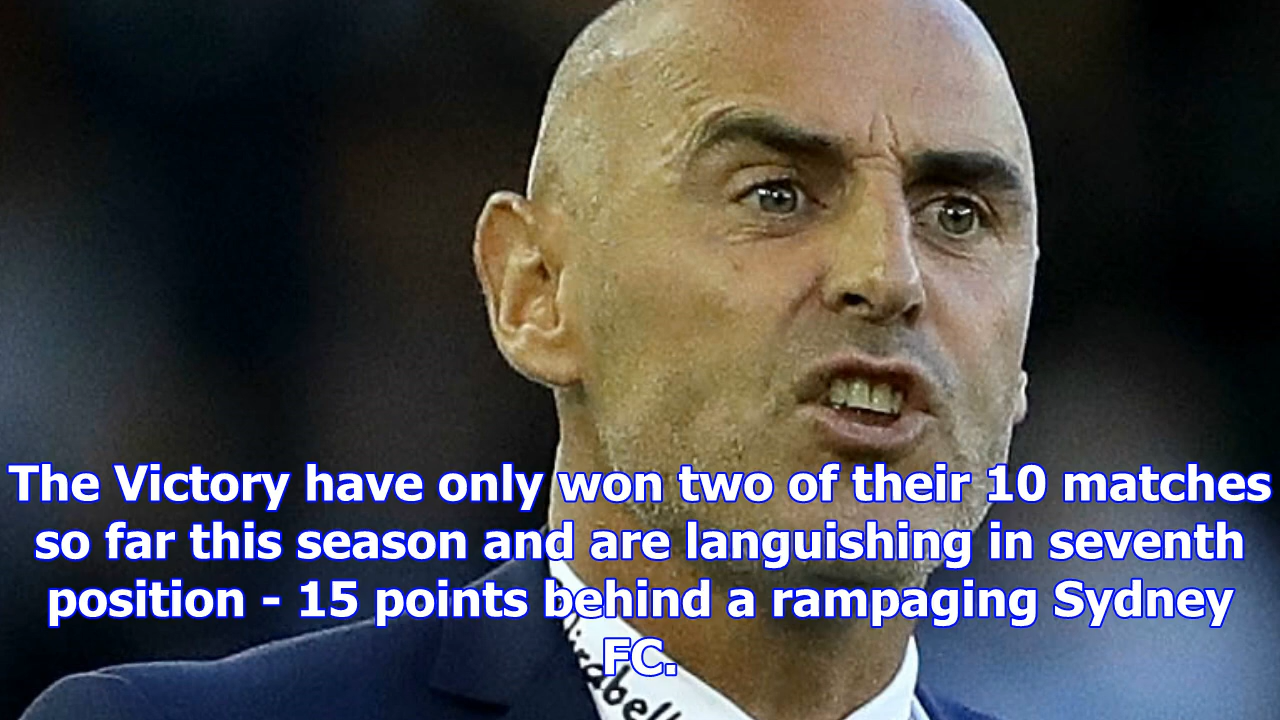 The Victory have only won two of their 10 matches
so far this season and are languishing in seventh
position - 15 points behind a rampaging Sydney
FC.